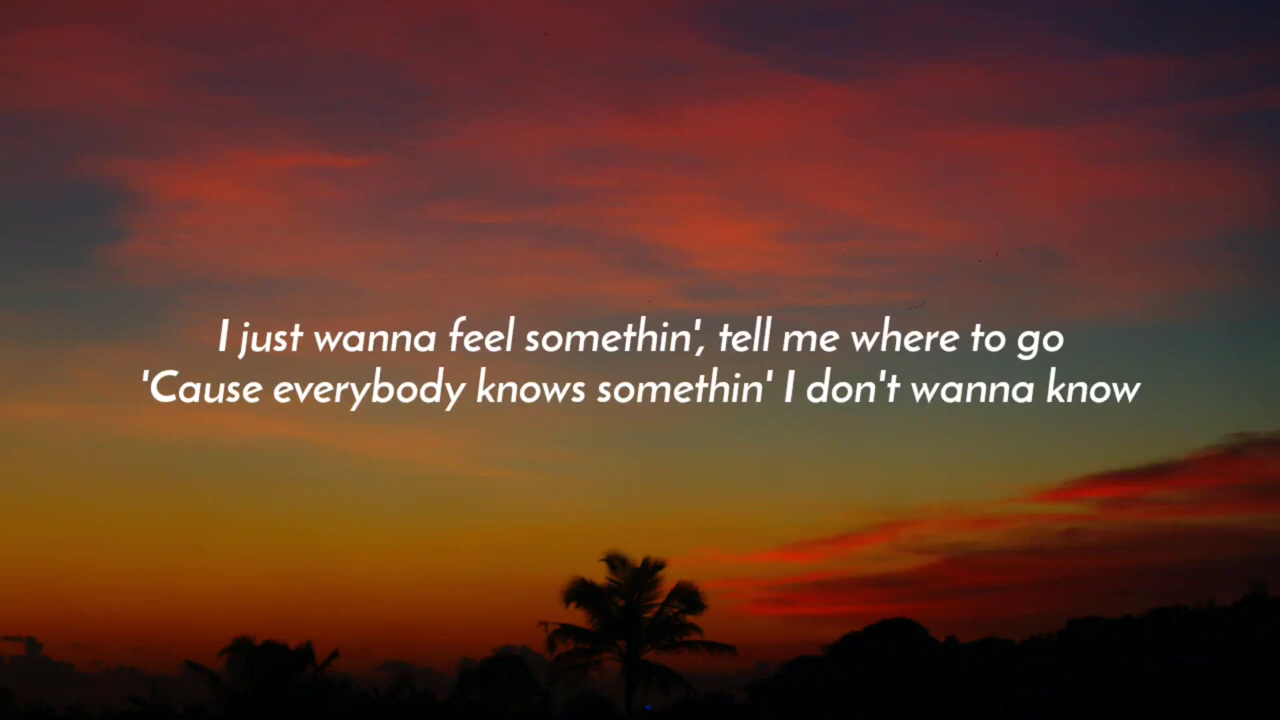 I just wanna feel somethin', tell me where to go
'Cause everybody knows somethin' I don't wanna know